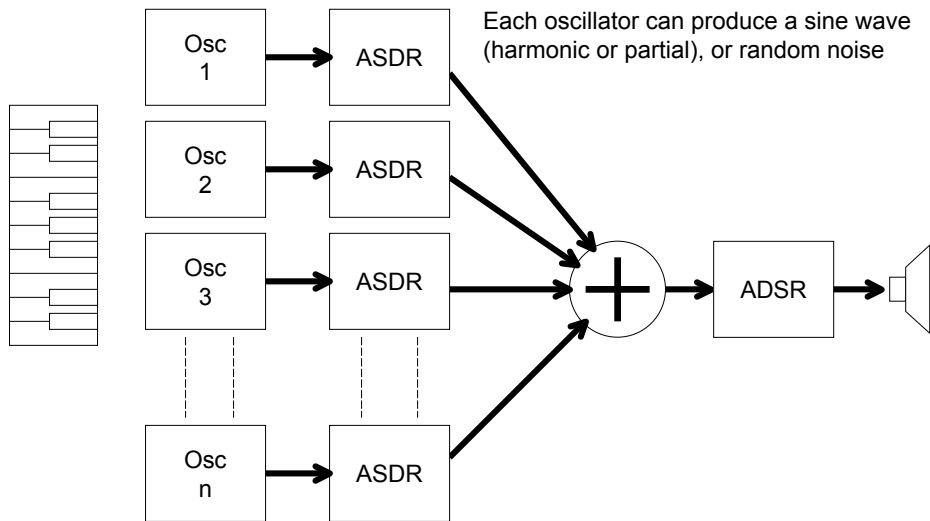 Each oscillator can produce a sine wave
(harmonic or partial), or random noise
Osc
1
ASDR
Osc
2
ASDR
Osc
3
ASDR
ADSR
Osc
n
ASDR